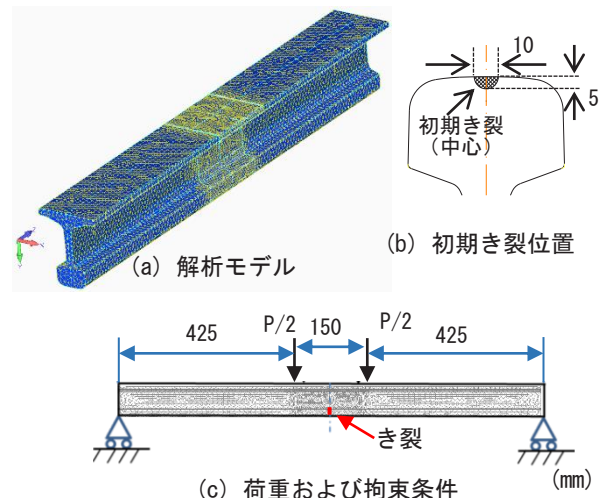 (a) 解析モデル
10
5
初期き裂
(中心)
(b) 初期き裂位置
425
P/2
150
P/2
425
き裂
(mm)
(c) 荷重および拘束条件